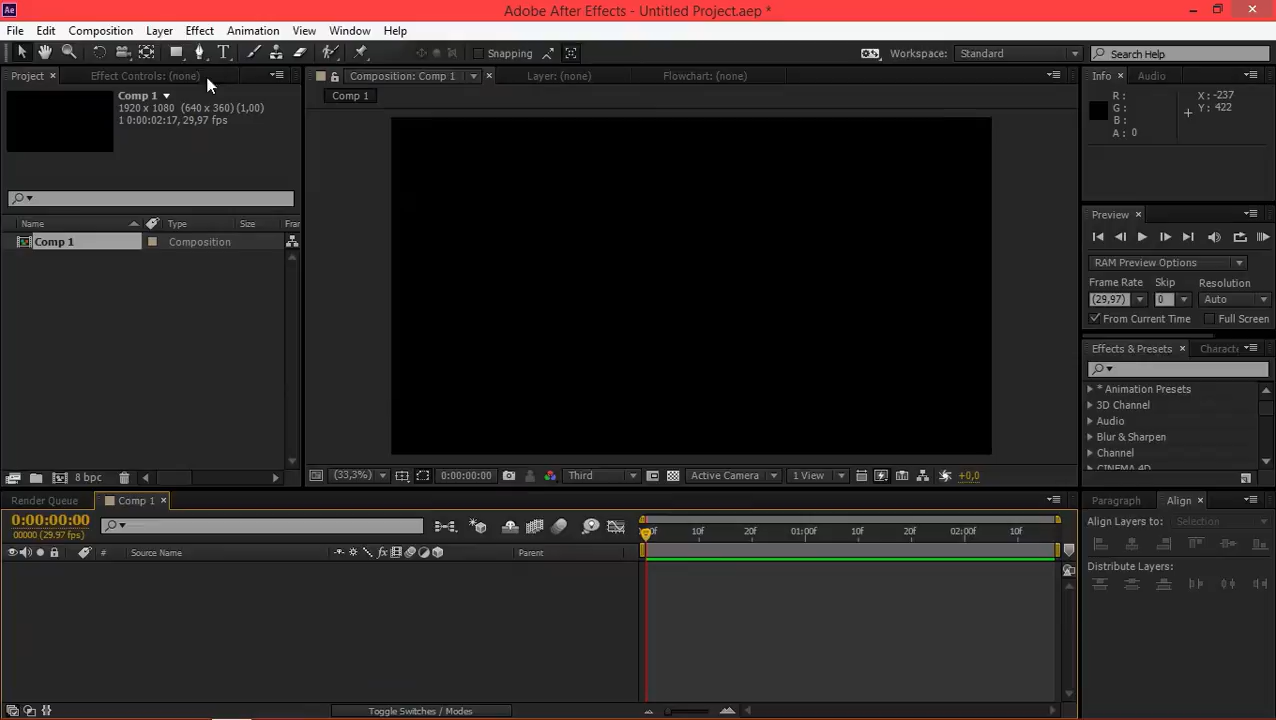 Ae
Adobe After Effects - Untitled Project.aep *
File Edit Composition Layer Effect Animation View Window Help
T Snapping Workspace: Standard Search Help
Project Effect Controls: (none) Composition: Comp 1 Layer: (none) Flowchart: (none) Info Audio
Comp 1
1920 x 1080 (640 x 360) (1,00)
1 0:00:02:17, 29,97 fps
Comp 1
R:
G:
B:
A: 0
X: -237
Y: 422
Preview
RAM Preview Options
Frame Rate Skip Resolution
(29,97) 0 Auto
From Current Time Full Screen
Name Type Size Frar
Comp 1 Composition
Effects & Presets Characte
* Animation Presets
3D Channel
Audio
Blur & Sharpen
Channel
CINEMA 4D
8 bpc (33,3%) 0:00:00:00 Third Active Camera 1 View +0,0
Render Queue Comp 1 Paragraph Align
0:00:00:00
00000 (29.97 fps)
:00f 10f 20f 01:00f 10f 20f 02:00f 10f
# Source Name Parent
Align Layers to: Selection
Distribute Layers:
Toggle Switches / Modes